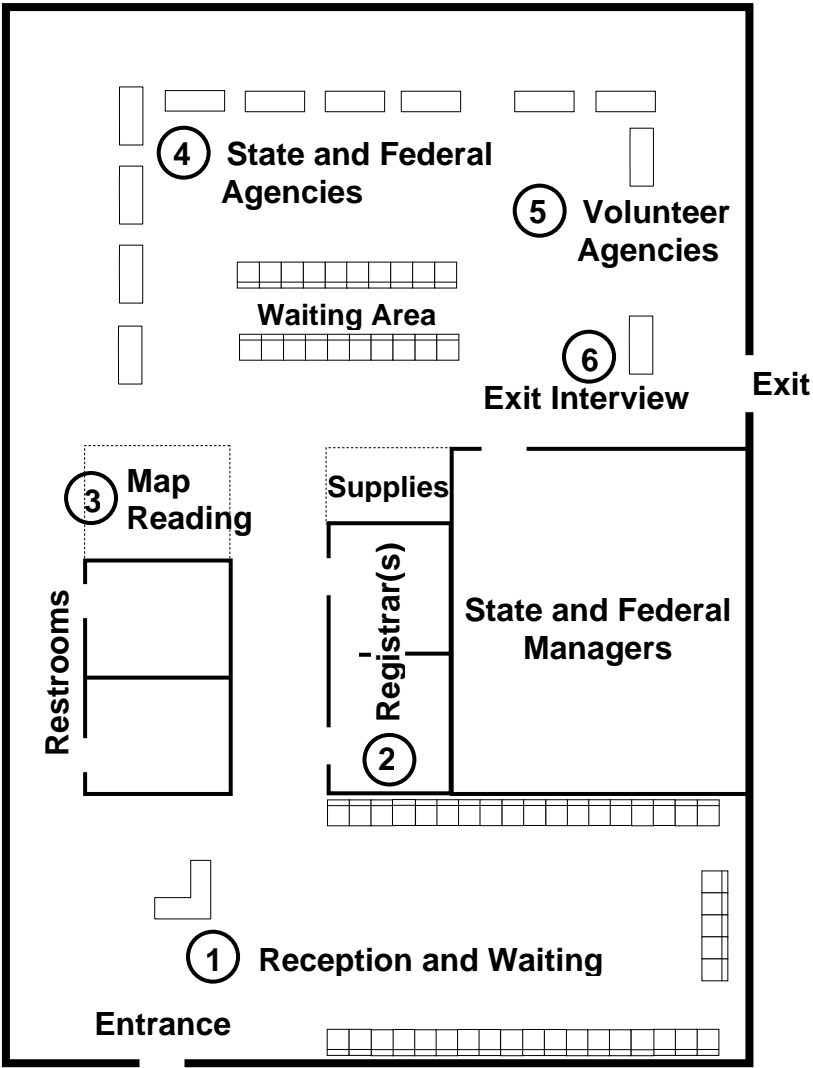 4 State and Federal
Agencies
5 Volunteer
Agencies
Waiting Area
6
Exit Interview
Exit
3 Map
Reading
Supplies
Restrooms
Registrar(s)
2
State and Federal
Managers
1 Reception and Waiting
Entrance